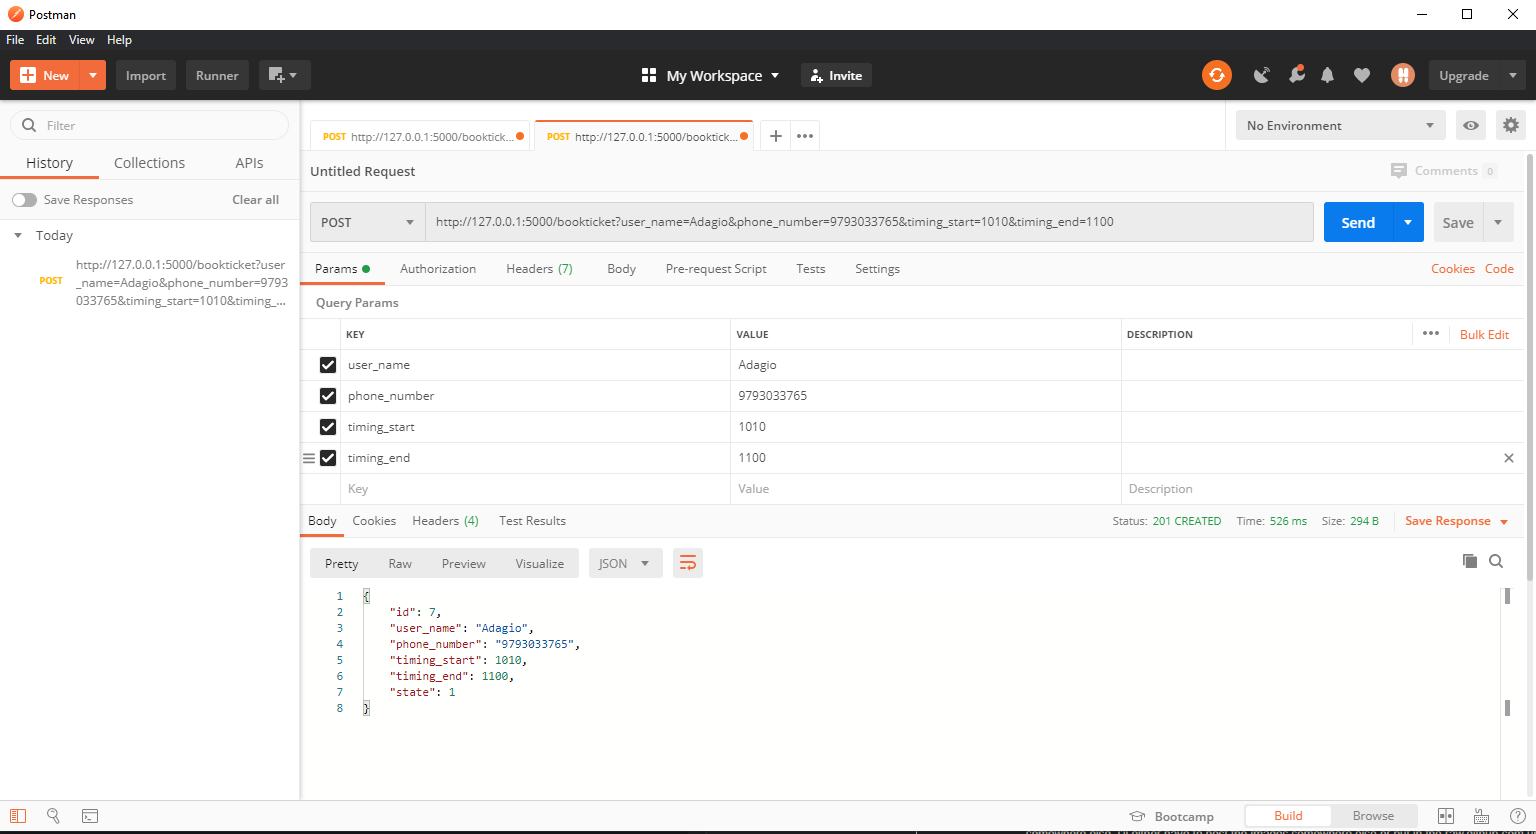 Postman
File Edit View Help
New Import Runner My Workspace Invite Upgrade
Filter
History Collections APIs
Save Responses Clear all
Today
POST http://127.0.0.1:5000/bookticket?user
_name=Adagio&phone_number=9793
033765&timing_start=1010&timing_...
POST http://127.0.0.1:5000/booktick... POST http://127.0.0.1:5000/booktick... No Environment
Untitled Request Comments 0
POST http://127.0.0.1:5000/bookticket?user_name=Adagio&phone_number=9793033765&timing_start=1010&timing_end=1100 Send Save
Params Authorization Headers (7) Body Pre-request Script Tests Settings Cookies Code
Query Params
KEY VALUE DESCRIPTION Bulk Edit
user_name Adagio
phone_number 9793033765
timing_start 1010
timing_end 1100
Key Value Description
Body Cookies Headers (4) Test Results Status: 201 CREATED Time: 526 ms Size: 294 B Save Response
Pretty Raw Preview Visualize JSON
1 {
2 "id": 7,
3 "user_name": "Adagio",
4 "phone_number": "9793033765",
5 "timing_start": 1010,
6 "timing_end": 1100,
7 "state": 1
8 }
Bootcamp Build Browse